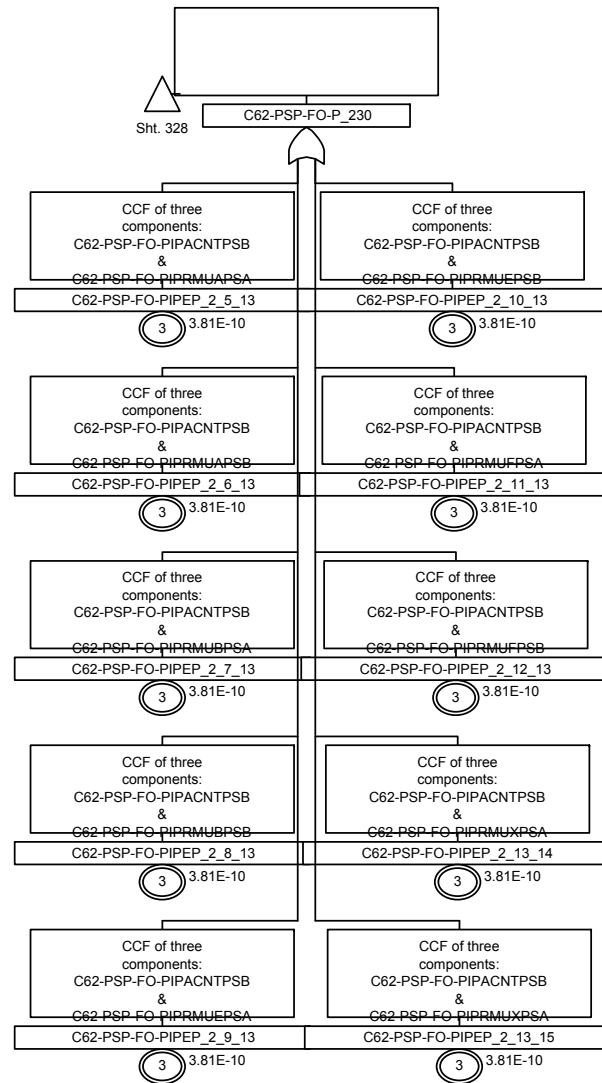 C62-PSP-FO-P_230
Sht. 328
CCF of three
components:
C62-PSP-FO-PIPACNTPSB
&
C62-PSP-FO-PIPRMUAPSA
C62-PSP-FO-PIPEP_2_5_13
3
3.81E-10
CCF of three
components:
C62-PSP-FO-PIPACNTPSB
&
C62-PSP-FO-PIPRMUEPSB
C62-PSP-FO-PIPEP_2_10_13
3
3.81E-10
CCF of three
components:
C62-PSP-FO-PIPACNTPSB
&
C62-PSP-FO-PIPRMUAPSB
C62-PSP-FO-PIPEP_2_6_13
3
3.81E-10
CCF of three
components:
C62-PSP-FO-PIPACNTPSB
&
C62-PSP-FO-PIPRMUFPSA
C62-PSP-FO-PIPEP_2_11_13
3
3.81E-10
CCF of three
components:
C62-PSP-FO-PIPACNTPSB
&
C62-PSP-FO-PIPRMUBPSA
C62-PSP-FO-PIPEP_2_7_13
3
3.81E-10
CCF of three
components:
C62-PSP-FO-PIPACNTPSB
&
C62-PSP-FO-PIPRMUFPSB
C62-PSP-FO-PIPEP_2_12_13
3
3.81E-10
CCF of three
components:
C62-PSP-FO-PIPACNTPSB
&
C62-PSP-FO-PIPRMUBPSB
C62-PSP-FO-PIPEP_2_8_13
3
3.81E-10
CCF of three
components:
C62-PSP-FO-PIPACNTPSB
&
C62-PSP-FO-PIPRMUXPSA
C62-PSP-FO-PIPEP_2_13_14
3
3.81E-10
CCF of three
components:
C62-PSP-FO-PIPACNTPSB
&
C62-PSP-FO-PIPRMUEPSA
C62-PSP-FO-PIPEP_2_9_13
3
3.81E-10
CCF of three
components:
C62-PSP-FO-PIPACNTPSB
&
C62-PSP-FO-PIPRMUXPSA
C62-PSP-FO-PIPEP_2_13_15
3
3.81E-10